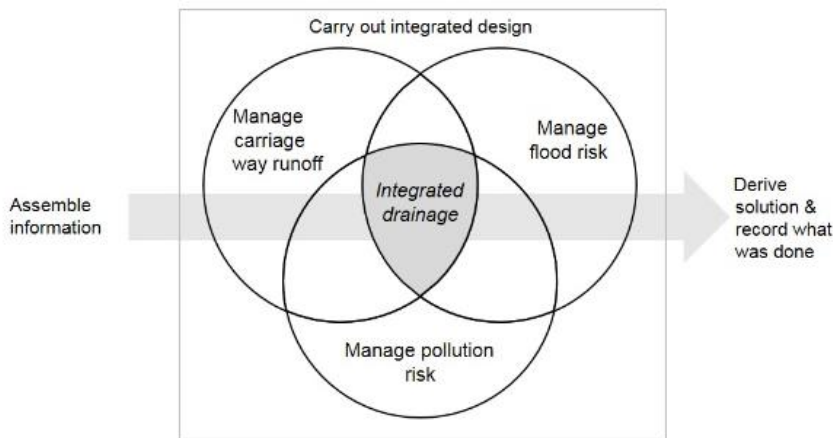 Carry out integrated design
Manage
carriage
way runoff
Manage
flood risk
Integrated
drainage
Assemble
information
Derive
solution &
record what
was done
Manage pollution
risk